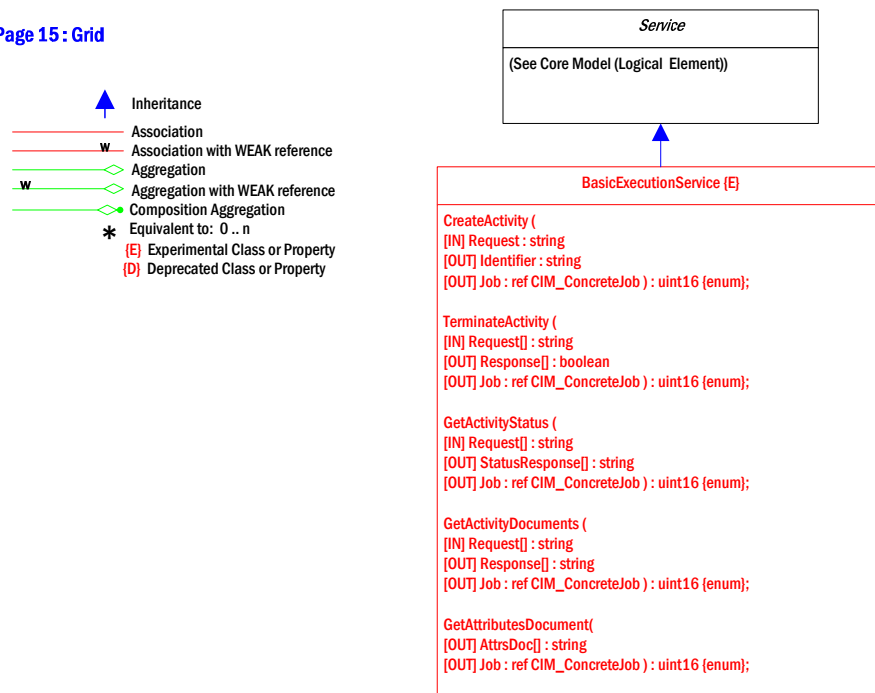 Page 15 : Grid
Inheritance
Association
w
Association with WEAK reference
Aggregation
w
Aggregation with WEAK reference
Composition Aggregation
* Equivalent to: 0 .. n
{E} Experimental Class or Property
{D} Deprecated Class or Property
Service
(See Core Model (Logical Element))
BasicExecutionService {E}
CreateActivity (
[IN] Request : string
[OUT] Identifier : string
[OUT] Job : ref CIM_ConcreteJob ) : uint16 {enum};
TerminateActivity (
[IN] Request[] : string
[OUT] Response[] : boolean
[OUT] Job : ref CIM_ConcreteJob ) : uint16 {enum};
GetActivityStatus (
[IN] Request[] : string
[OUT] StatusResponse[] : string
[OUT] Job : ref CIM_ConcreteJob ) : uint16 {enum};
GetActivityDocuments (
[IN] Request[] : string
[OUT] Response[] : string
[OUT] Job : ref CIM_ConcreteJob ) : uint16 {enum};
GetAttributesDocument(
[OUT] AttrsDoc[] : string
[OUT] Job : ref CIM_ConcreteJob ) : uint16 {enum};